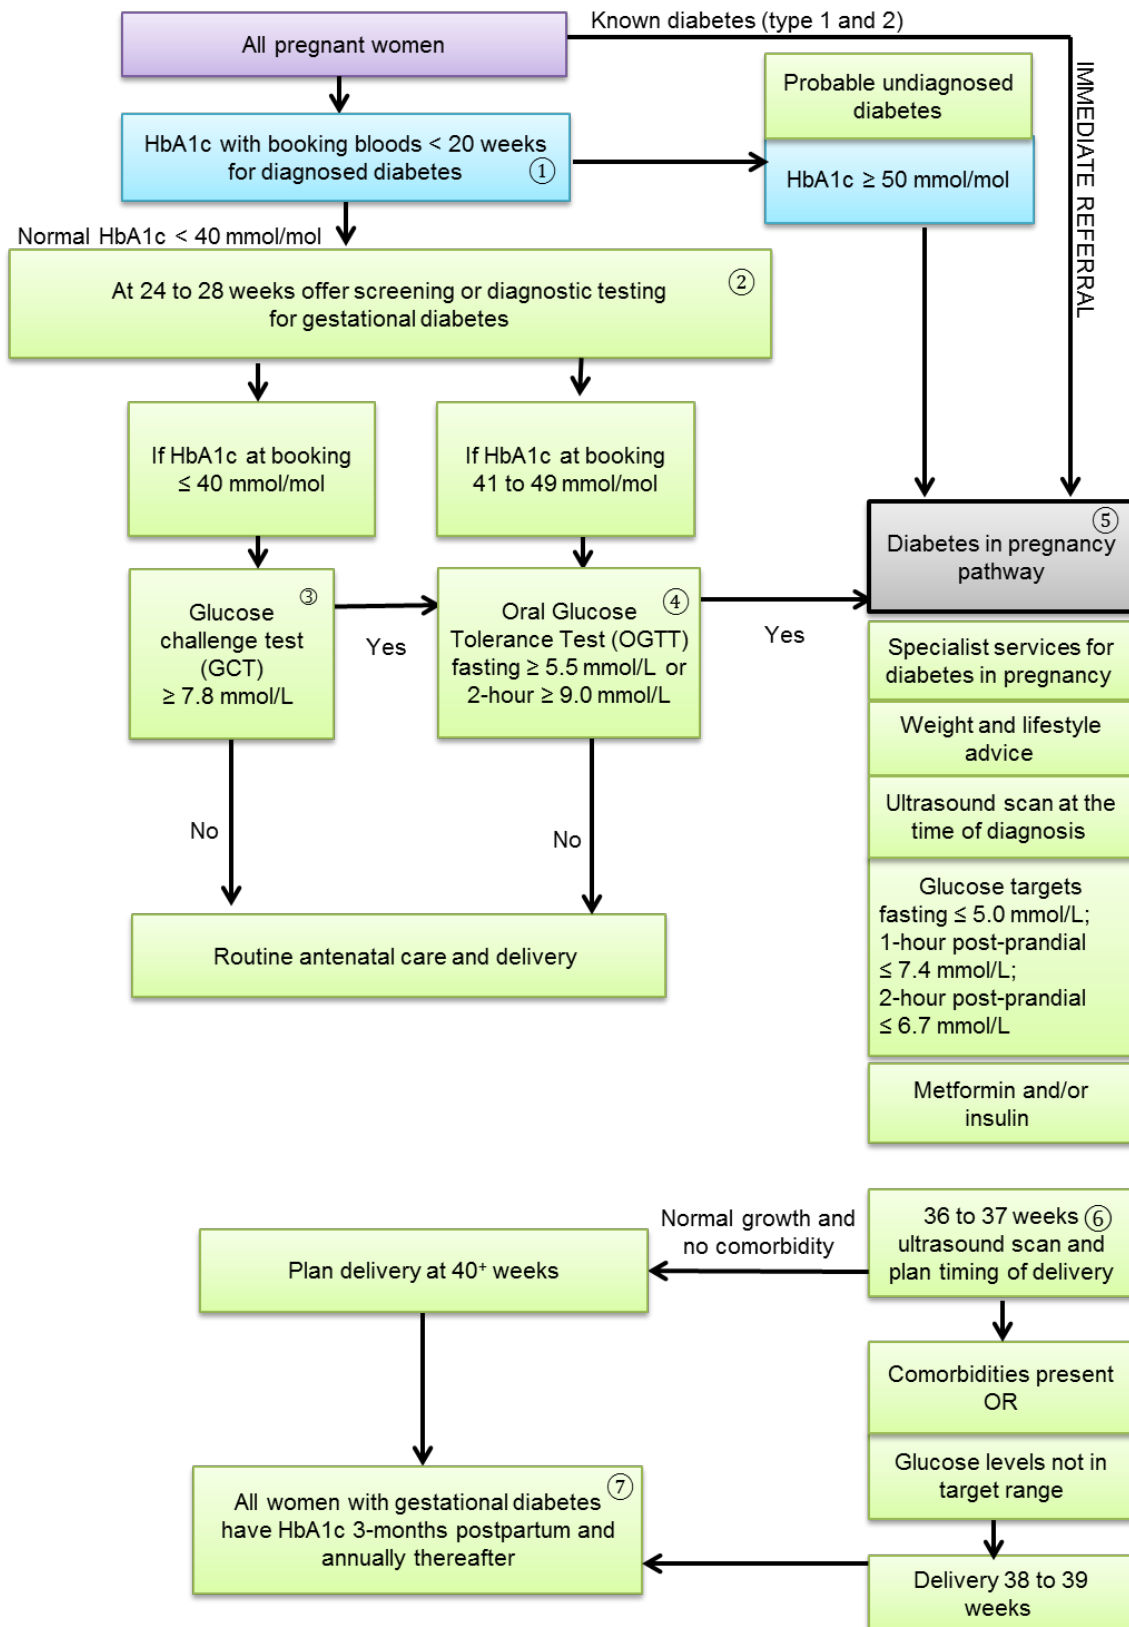 Known diabetes (type 1 and 2)
All pregnant women
IMMEDIATE REFERRAL
Probable undiagnosed
diabetes
HbA1c with booking bloods < 20 weeks
for diagnosed diabetes ①
HbA1c ≥ 50 mmol/mol
Normal HbA1c < 40 mmol/mol
At 24 to 28 weeks offer screening or diagnostic testing ②
for gestational diabetes
If HbA1c at booking
≤ 40 mmol/mol
If HbA1c at booking
41 to 49 mmol/mol
⑤
Diabetes in pregnancy
pathway
③
Glucose
challenge test
(GCT)
≥ 7.8 mmol/L
Yes
④
Oral Glucose
Tolerance Test (OGTT)
fasting ≥ 5.5 mmol/L or
2-hour ≥ 9.0 mmol/L
Yes
Specialist services for
diabetes in pregnancy
Weight and lifestyle
advice
Ultrasound scan at the
time of diagnosis
No
No
Glucose targets
fasting ≤ 5.0 mmol/L;
1-hour post-prandial
≤ 7.4 mmol/L;
2-hour post-prandial
≤ 6.7 mmol/L
Routine antenatal care and delivery
Metformin and/or
insulin
36 to 37 weeks ⑥
ultrasound scan and
plan timing of delivery
Normal growth and
no comorbidity
Plan delivery at 40⁺ weeks
Comorbidities present
OR
Glucose levels not in
target range
Delivery 38 to 39
weeks
⑦
All women with gestational diabetes
have HbA1c 3-months postpartum and
annually thereafter